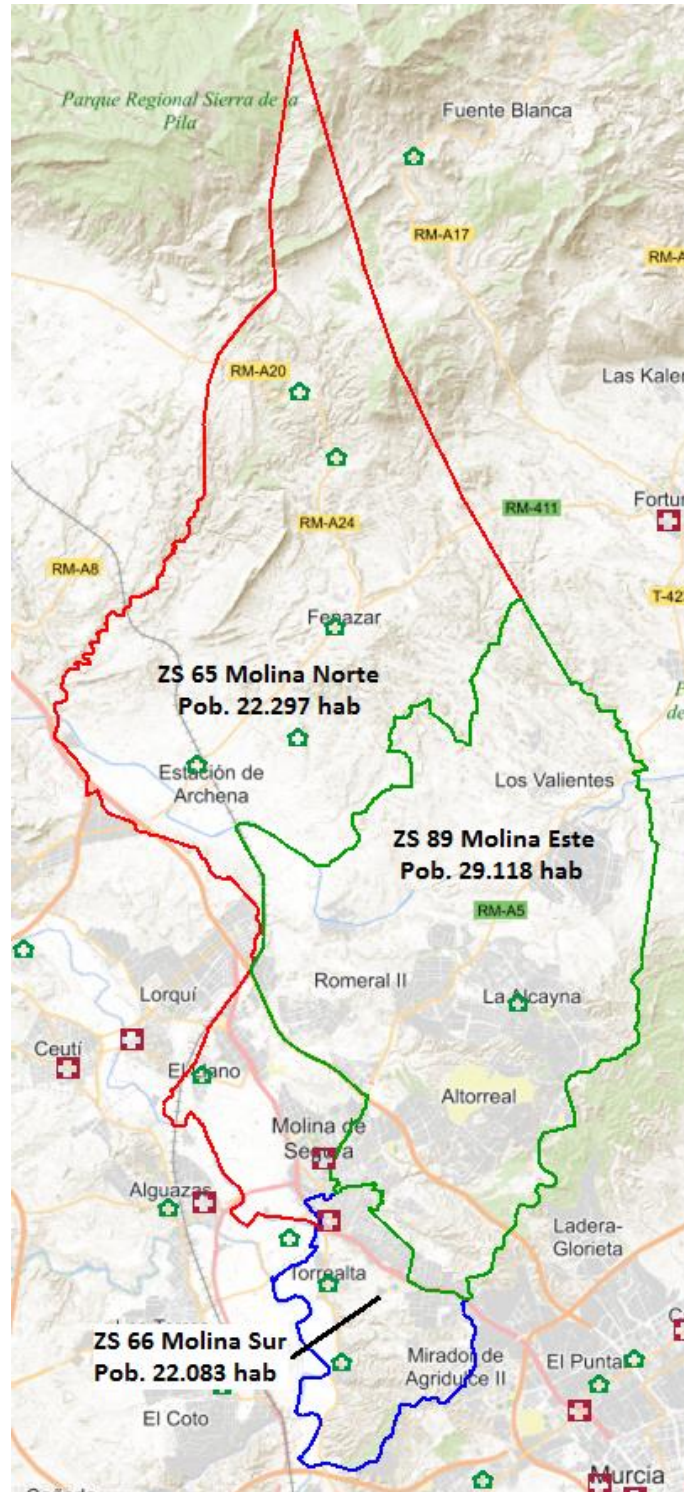 Parque Regional Sierra de la
Pila
Fuente Blanca
RM-A17
RM-A
RM-A20
Las Kaler
RM-411
Fortun
RM-A24
RM-A8
T-42
Fenazar
ZS 65 Molina Norte
Pob. 22.297 hab
P
de
Estación de
Archena
Los Valientes
ZS 89 Molina Este
Pob. 29.118 hab
RM-A5
Romeral II
La Alcayna
Lorquí
Ceutí
El Llano
Altorreal
Molina de
Segura
Alguazas
Ladera-
Glorieta
Torrealta
ZS 66 Molina Sur
Pob. 22.083 hab
Mirador de
Agridulce II
El Puntal
C
El Coto
Murcia